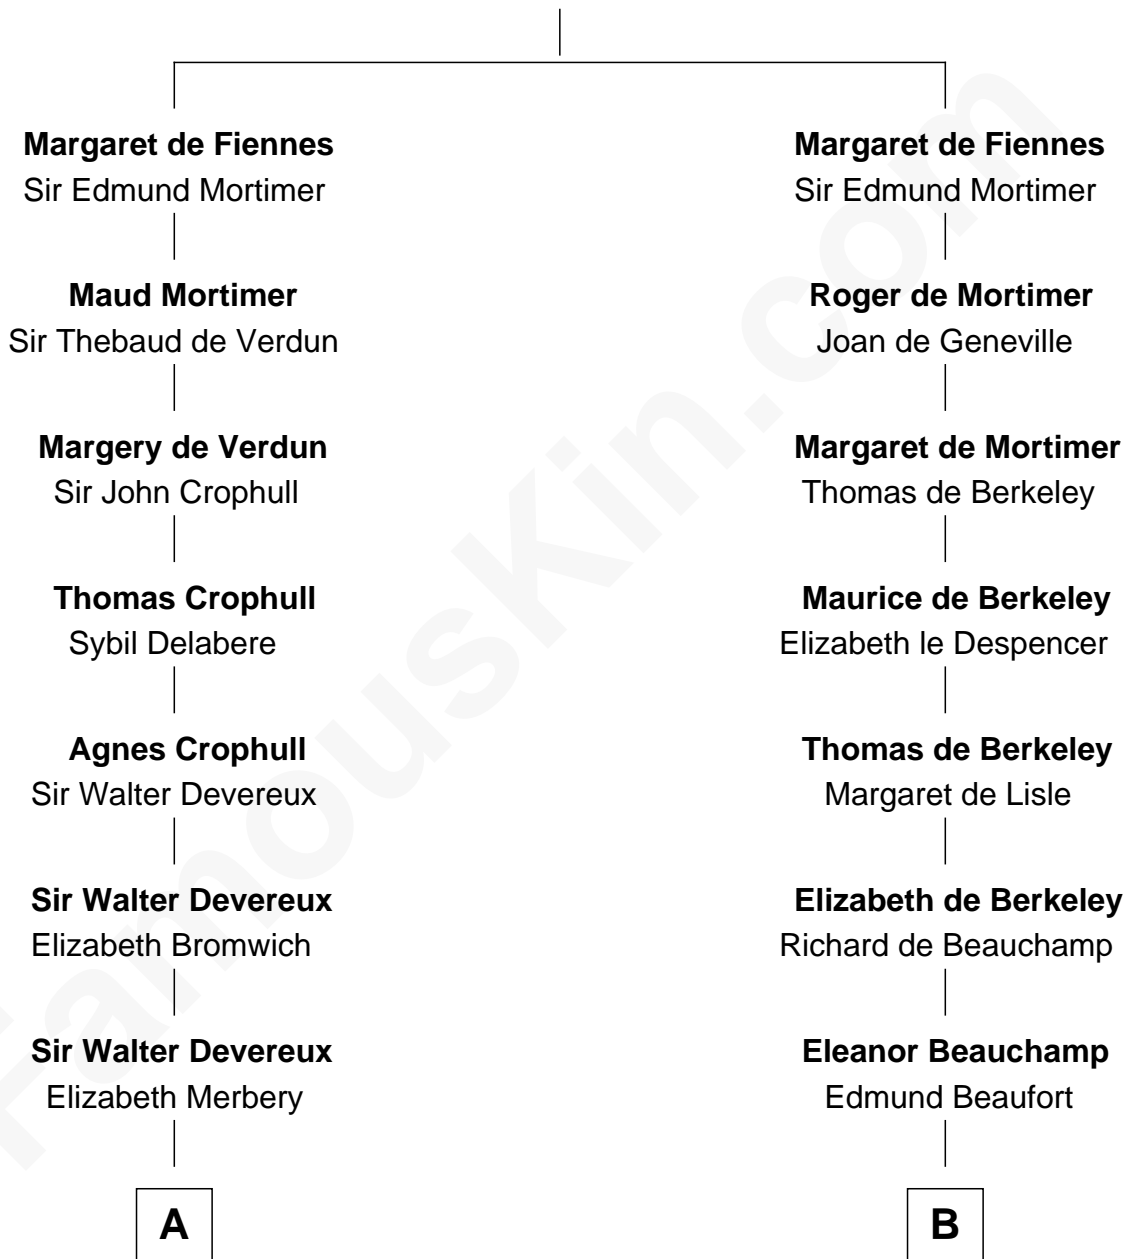 Margaret de Fiennes
Sir Edmund Mortimer
Maud Mortimer
Sir Thebaud de Verdun
Margery de Verdun
Sir John Crophull
Thomas Crophull
Sybil Delabere
Agnes Crophull
Sir Walter Devereux
Sir Walter Devereux
Elizabeth Bromwich
Sir Walter Devereux
Elizabeth Merbery
A
Margaret de Fiennes
Sir Edmund Mortimer
Roger de Mortimer
Joan de Geneville
Margaret de Mortimer
Thomas de Berkeley
Maurice de Berkeley
Elizabeth le Despencer
Thomas de Berkeley
Margaret de Lisle
Elizabeth de Berkeley
Richard de Beauchamp
Eleanor Beauchamp
Edmund Beaufort
B
FamousKin.com